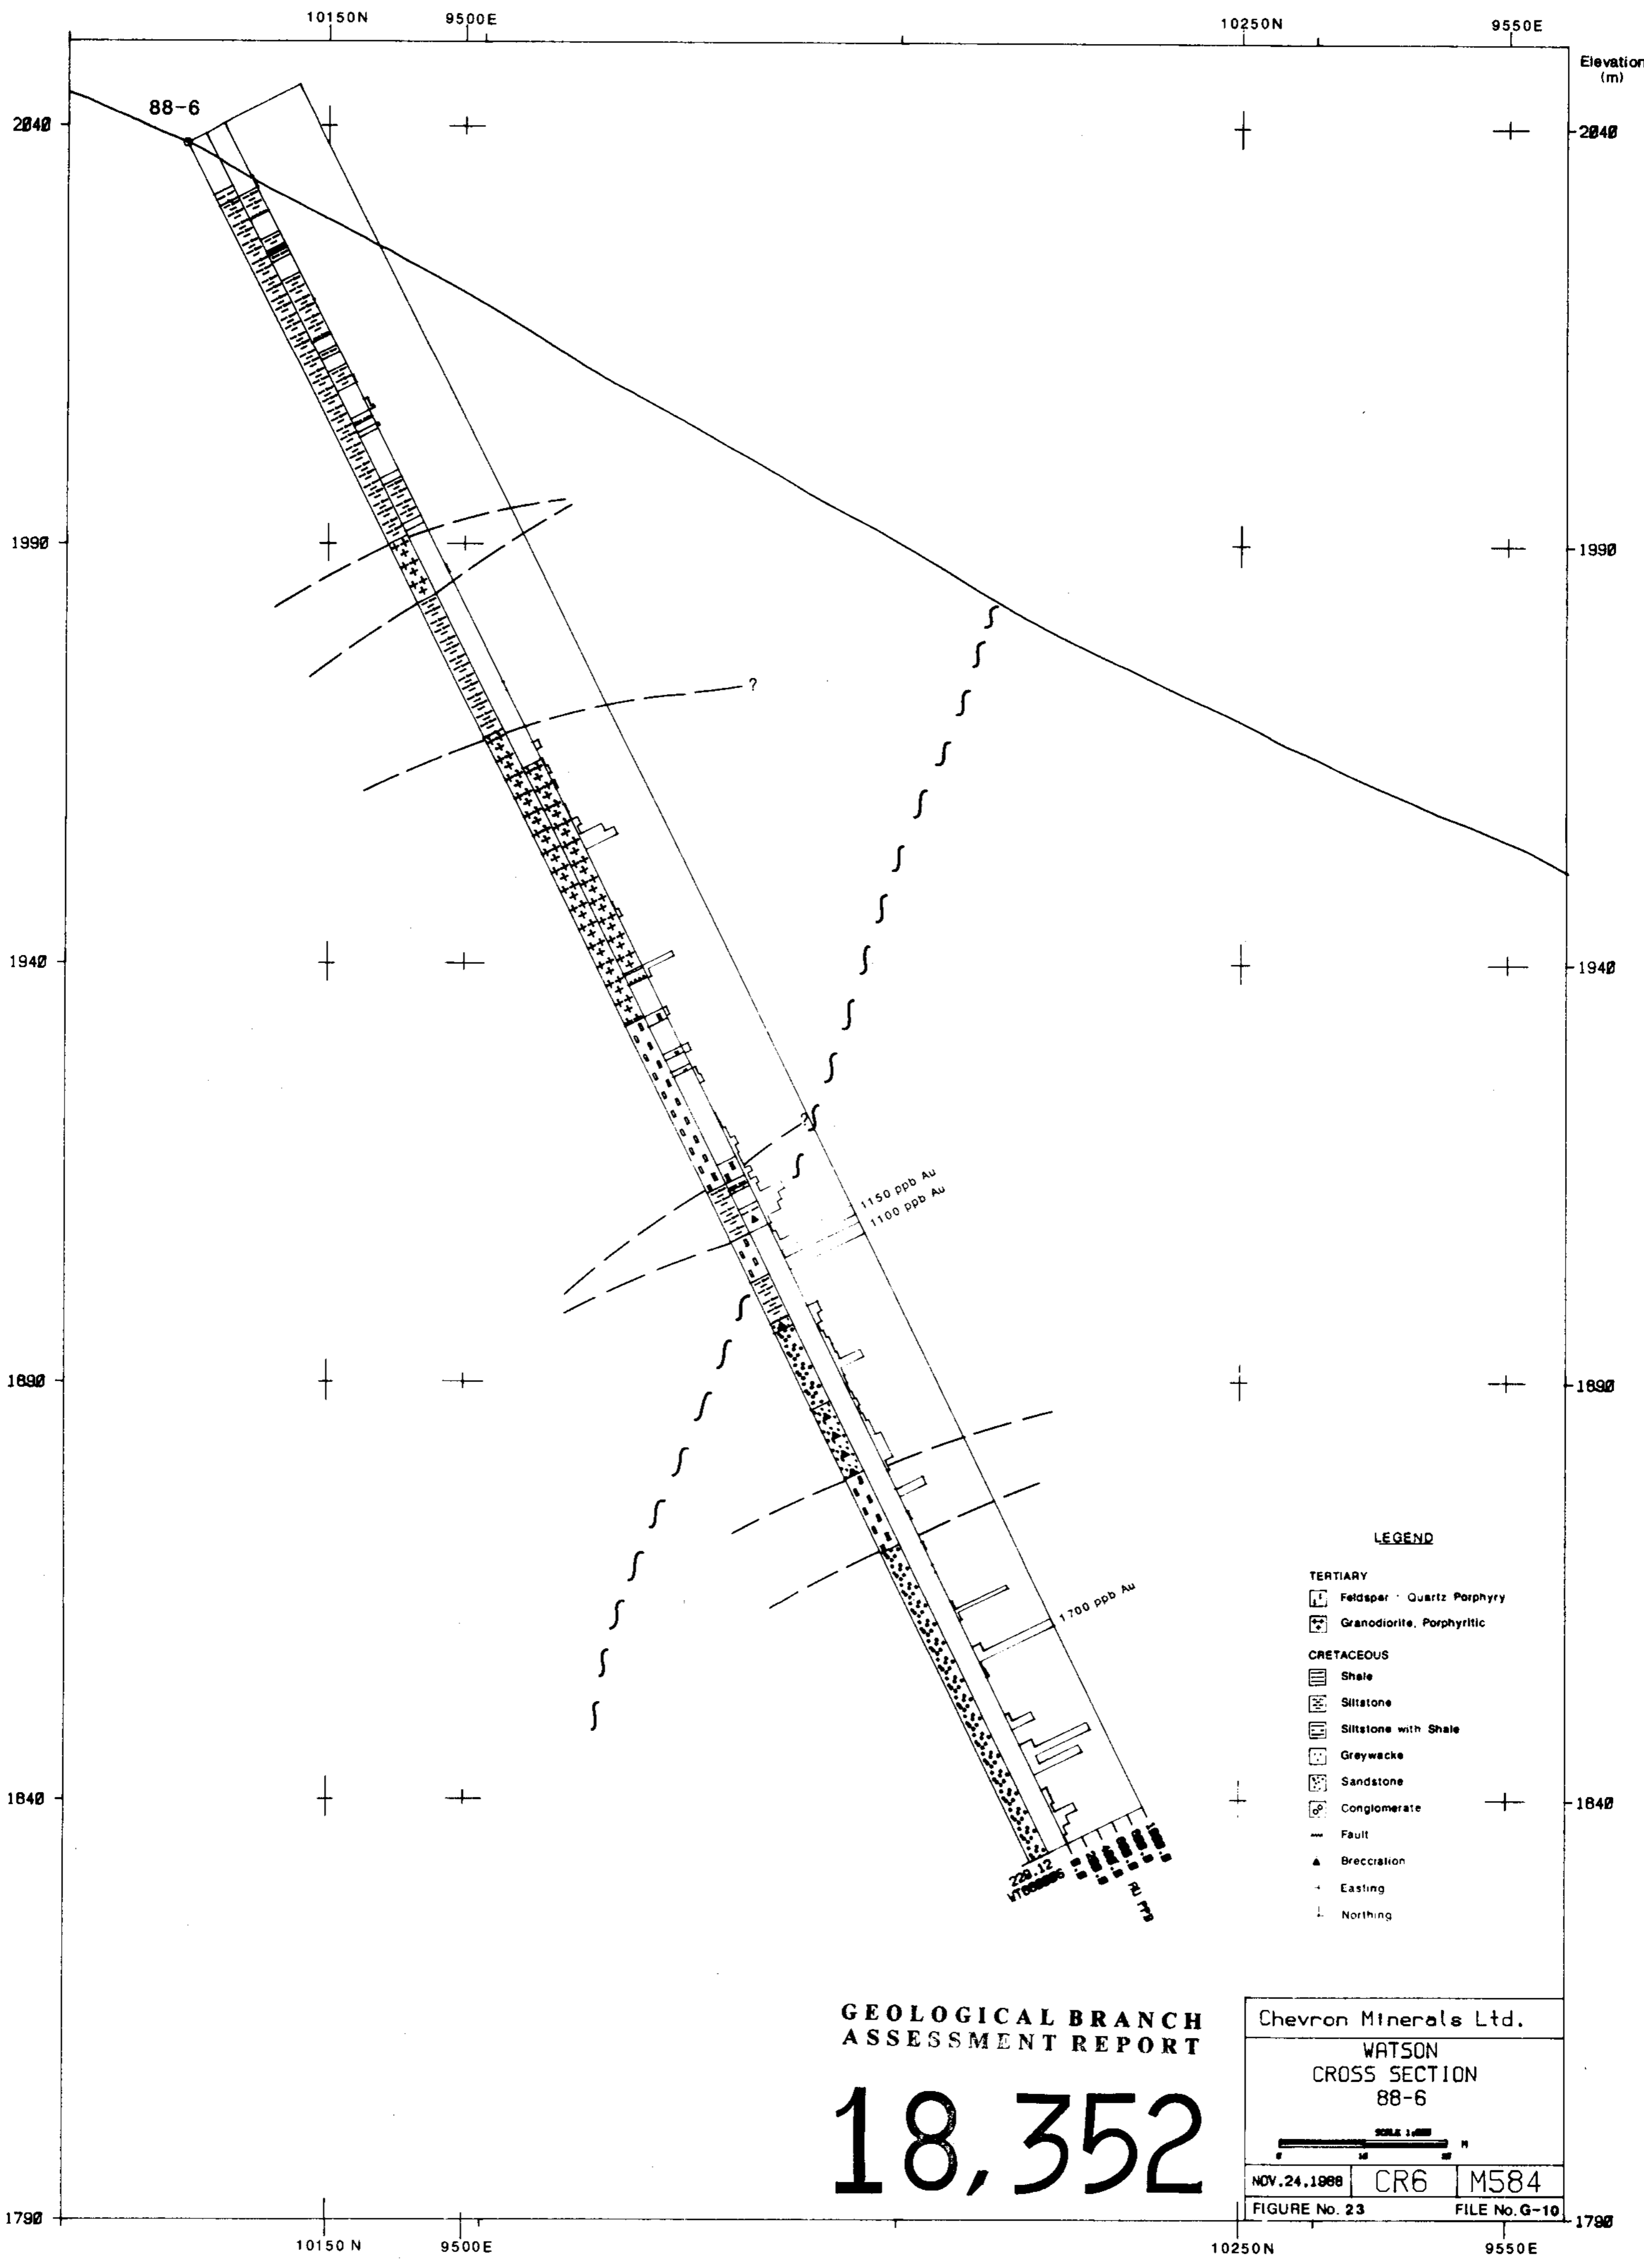 10150N 9500E 10250N 9550E
Elevation
(m)
88-6
2040 2040
1990 1990
?
1940 1940
?
1150 ppb Au
1100 ppb Au
1890 1890
1700 ppb Au
LEGEND
TERTIARY
Feldspar - Quartz Porphyry
Granodiorite, Porphyritic
CRETACEOUS
Shale
Siltstone
Siltstone with Shale
Greywacke
Sandstone
Conglomerate
Fault
Brecciation
Easting
Northing
1840 1840
AU PPB
GEOLOGICAL BRANCH
ASSESSMENT REPORT
18,352
Chevron Minerals Ltd.
WATSON
CROSS SECTION
88-6
SCALE
M
NOV.24,1988 CR6 M584
FIGURE No. 23 FILE No. G-10
1790 1790
10150 N 9500E 10250N 9550E